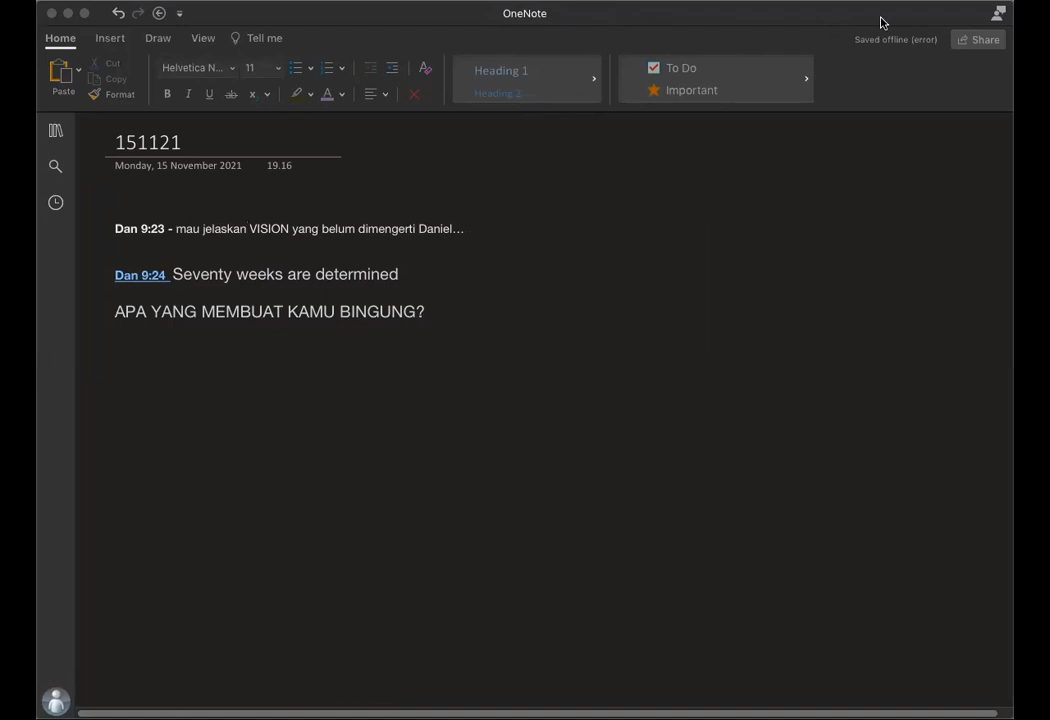 OneNote
Home Insert Draw View Tell me
Saved offline (error) Share
Paste
Cut
Copy
Format
Helvetica N... 11
B I U ab x
A
Heading 1
Heading 2
To Do
Important
151121
Monday, 15 November 2021 19.16
Dan 9:23 - mau jelaskan VISION yang belum dimengerti Daniel...
Dan 9:24 Seventy weeks are determined
APA YANG MEMBUAT KAMU BINGUNG?